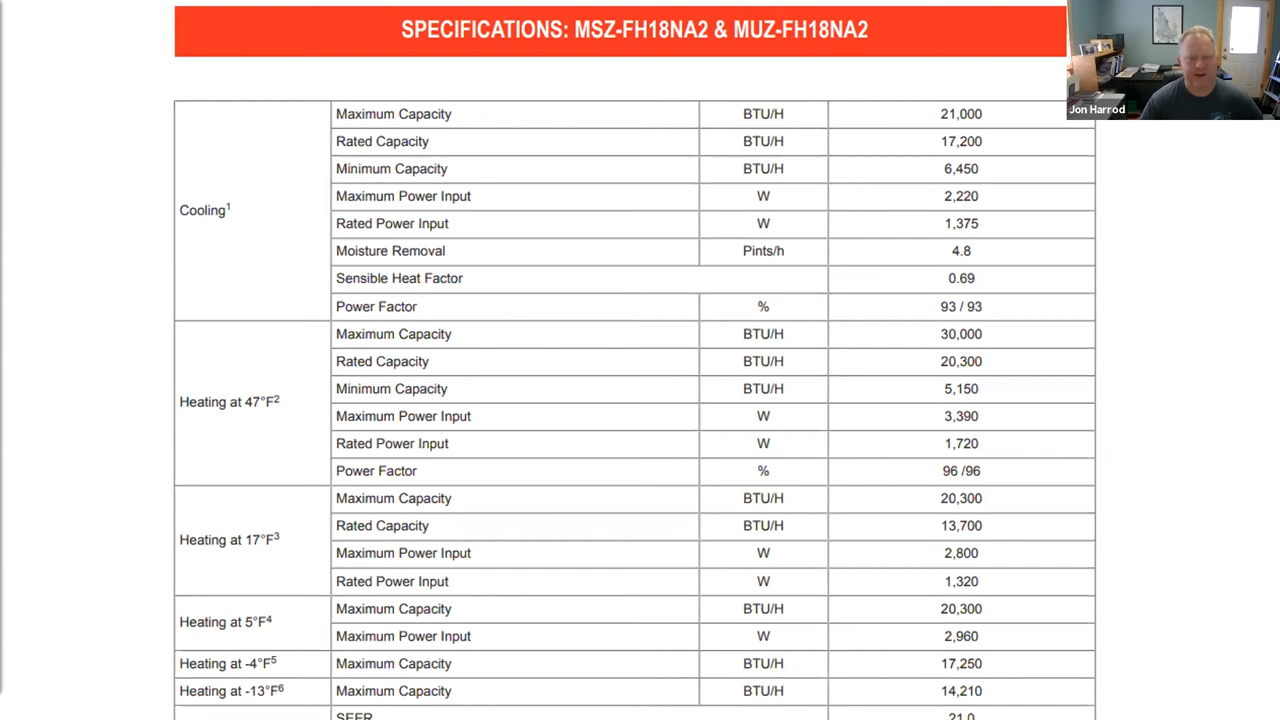 SPECIFICATIONS: MSZ-FH18NA2 & MUZ-FH18NA2
Jon Harrod
Cooling1
Maximum Capacity BTU/H 21,000
Rated Capacity BTU/H 17,200
Minimum Capacity BTU/H 6,450
Maximum Power Input W 2,220
Rated Power Input W 1,375
Moisture Removal Pints/h 4.8
Sensible Heat Factor 0.69
Power Factor % 93 / 93
Heating at 47°F2
Maximum Capacity BTU/H 30,000
Rated Capacity BTU/H 20,300
Minimum Capacity BTU/H 5,150
Maximum Power Input W 3,390
Rated Power Input W 1,720
Power Factor % 96 /96
Heating at 17°F3
Maximum Capacity BTU/H 20,300
Rated Capacity BTU/H 13,700
Maximum Power Input W 2,800
Rated Power Input W 1,320
Heating at 5°F4
Maximum Capacity BTU/H 20,300
Maximum Power Input W 2,960
Heating at -4°F5 Maximum Capacity BTU/H 17,250
Heating at -13°F6 Maximum Capacity BTU/H 14,210
SEER 21.0